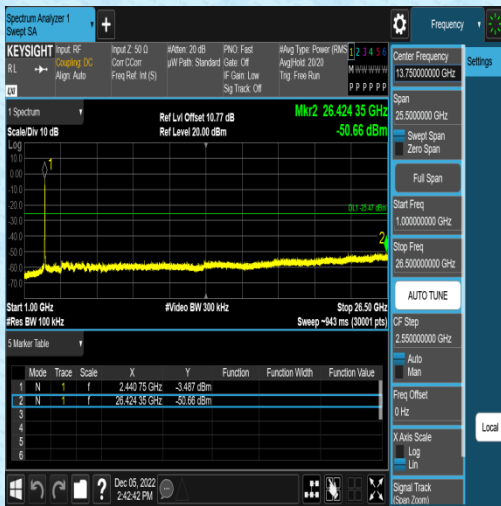 Spectrum Analyzer 1
Swept SA
+
Frequency
Settings
KEYSIGHT
RL
LXI
Input: RF
Coupling: DC
Align: Auto
Input Z: 50 Ω
Corr CCorr
Freq Ref: Int (S)
#Atten: 20 dB
µW Path: Standard
PNO: Fast
Gate: Off
IF Gain: Low
Sig Track: Off
#Avg Type: Power (RMS
Avg|Hold: 20/20
Trig: Free Run
1 2 3 4 5 6
M W W W W W
P P P P P P
1 Spectrum
Scale/Div 10 dB
Ref Lvl Offset 10.77 dB
Ref Level 20.00 dBm
Mkr2 26.424 35 GHz
-50.66 dBm
Log
10.0
0.00
-10.0
-20.0
-30.0
-40.0
-50.0
-60.0
-70.0
1
DL1 -23.47 dBm
2
Start 1.00 GHz
#Res BW 100 kHz
#Video BW 300 kHz
Stop 26.50 GHz
Sweep ~943 ms (30001 pts)
5 Marker Table
Mode Trace Scale X Y Function Function Width Function Value
1 N 1 f 2.440 75 GHz -3.487 dBm
2 N 1 f 26.424 35 GHz -50.66 dBm
3
4
5
6
Center Frequency
13.750000000 GHz
Span
25.5000000 GHz
Swept Span
Zero Span
Full Span
Start Freq
1.000000000 GHz
Stop Freq
26.500000000 GHz
AUTO TUNE
CF Step
2.550000000 GHz
Auto
Man
Freq Offset
0 Hz
X Axis Scale
Log
Lin
Signal Track
(Span Zoom)
Local
?
Dec 05, 2022
2:42:42 PM